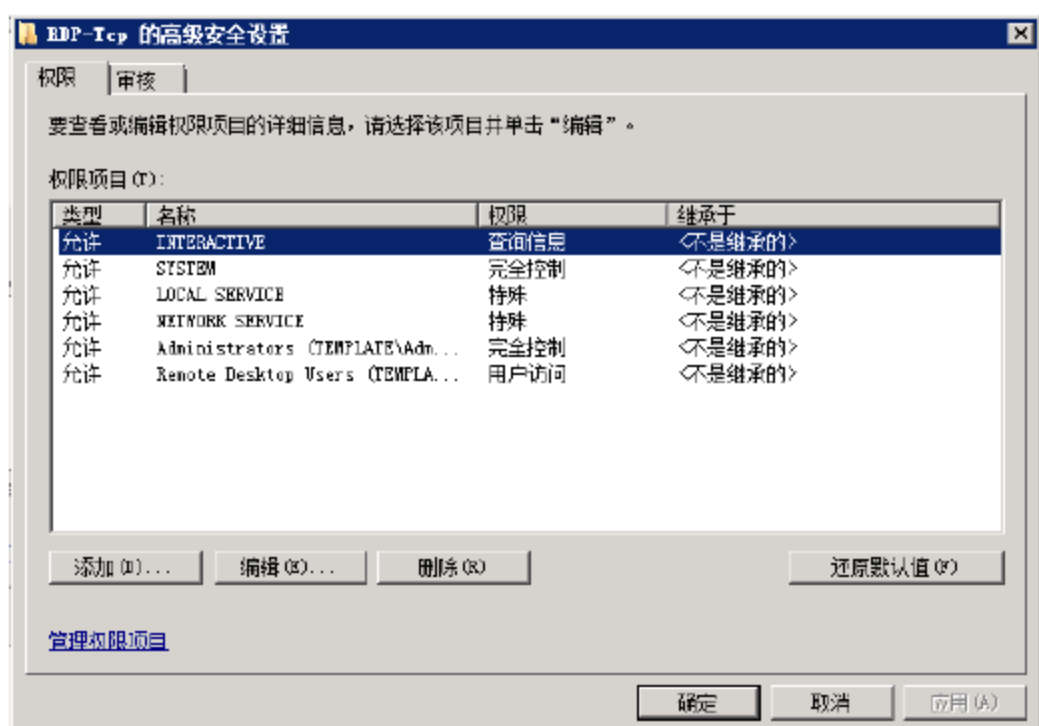 RDP-Tcp 的高级安全设置
权限 审核
要查看或编辑权限项目的详细信息，请选择该项目并单击“编辑”。
权限项目(T):
类型 名称 权限 继承于
允许 INTERACTIVE 查询信息 <不是继承的>
允许 SYSTEM 完全控制 <不是继承的>
允许 LOCAL SERVICE 特殊 <不是继承的>
允许 NETWORK SERVICE 特殊 <不是继承的>
允许 Administrators (TEMPLATE\Adm... 完全控制 <不是继承的>
允许 Remote Desktop Users (TEMPLA... 用户访问 <不是继承的>
添加(D)... 编辑(E)... 删除(R) 还原默认值(F)
管理权限项目
确定 取消 应用(A)